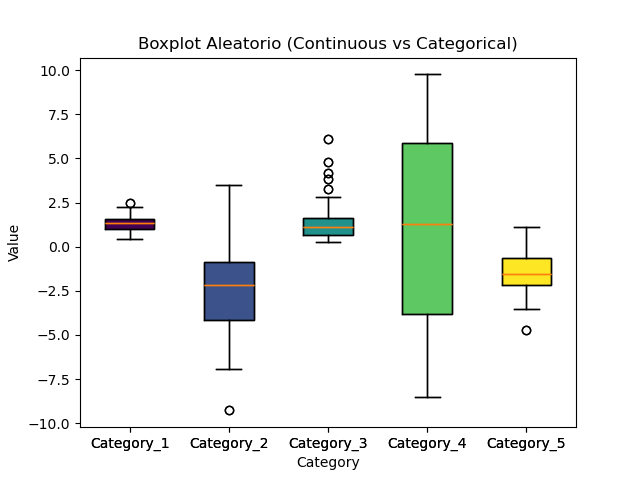 Boxplot Aleatorio (Continuous vs Categorical)
10.0
7.5
5.0
2.5
0.0
−2.5
−5.0
−7.5
−10.0
Value
Category_1 Category_2 Category_3 Category_4 Category_5
Category